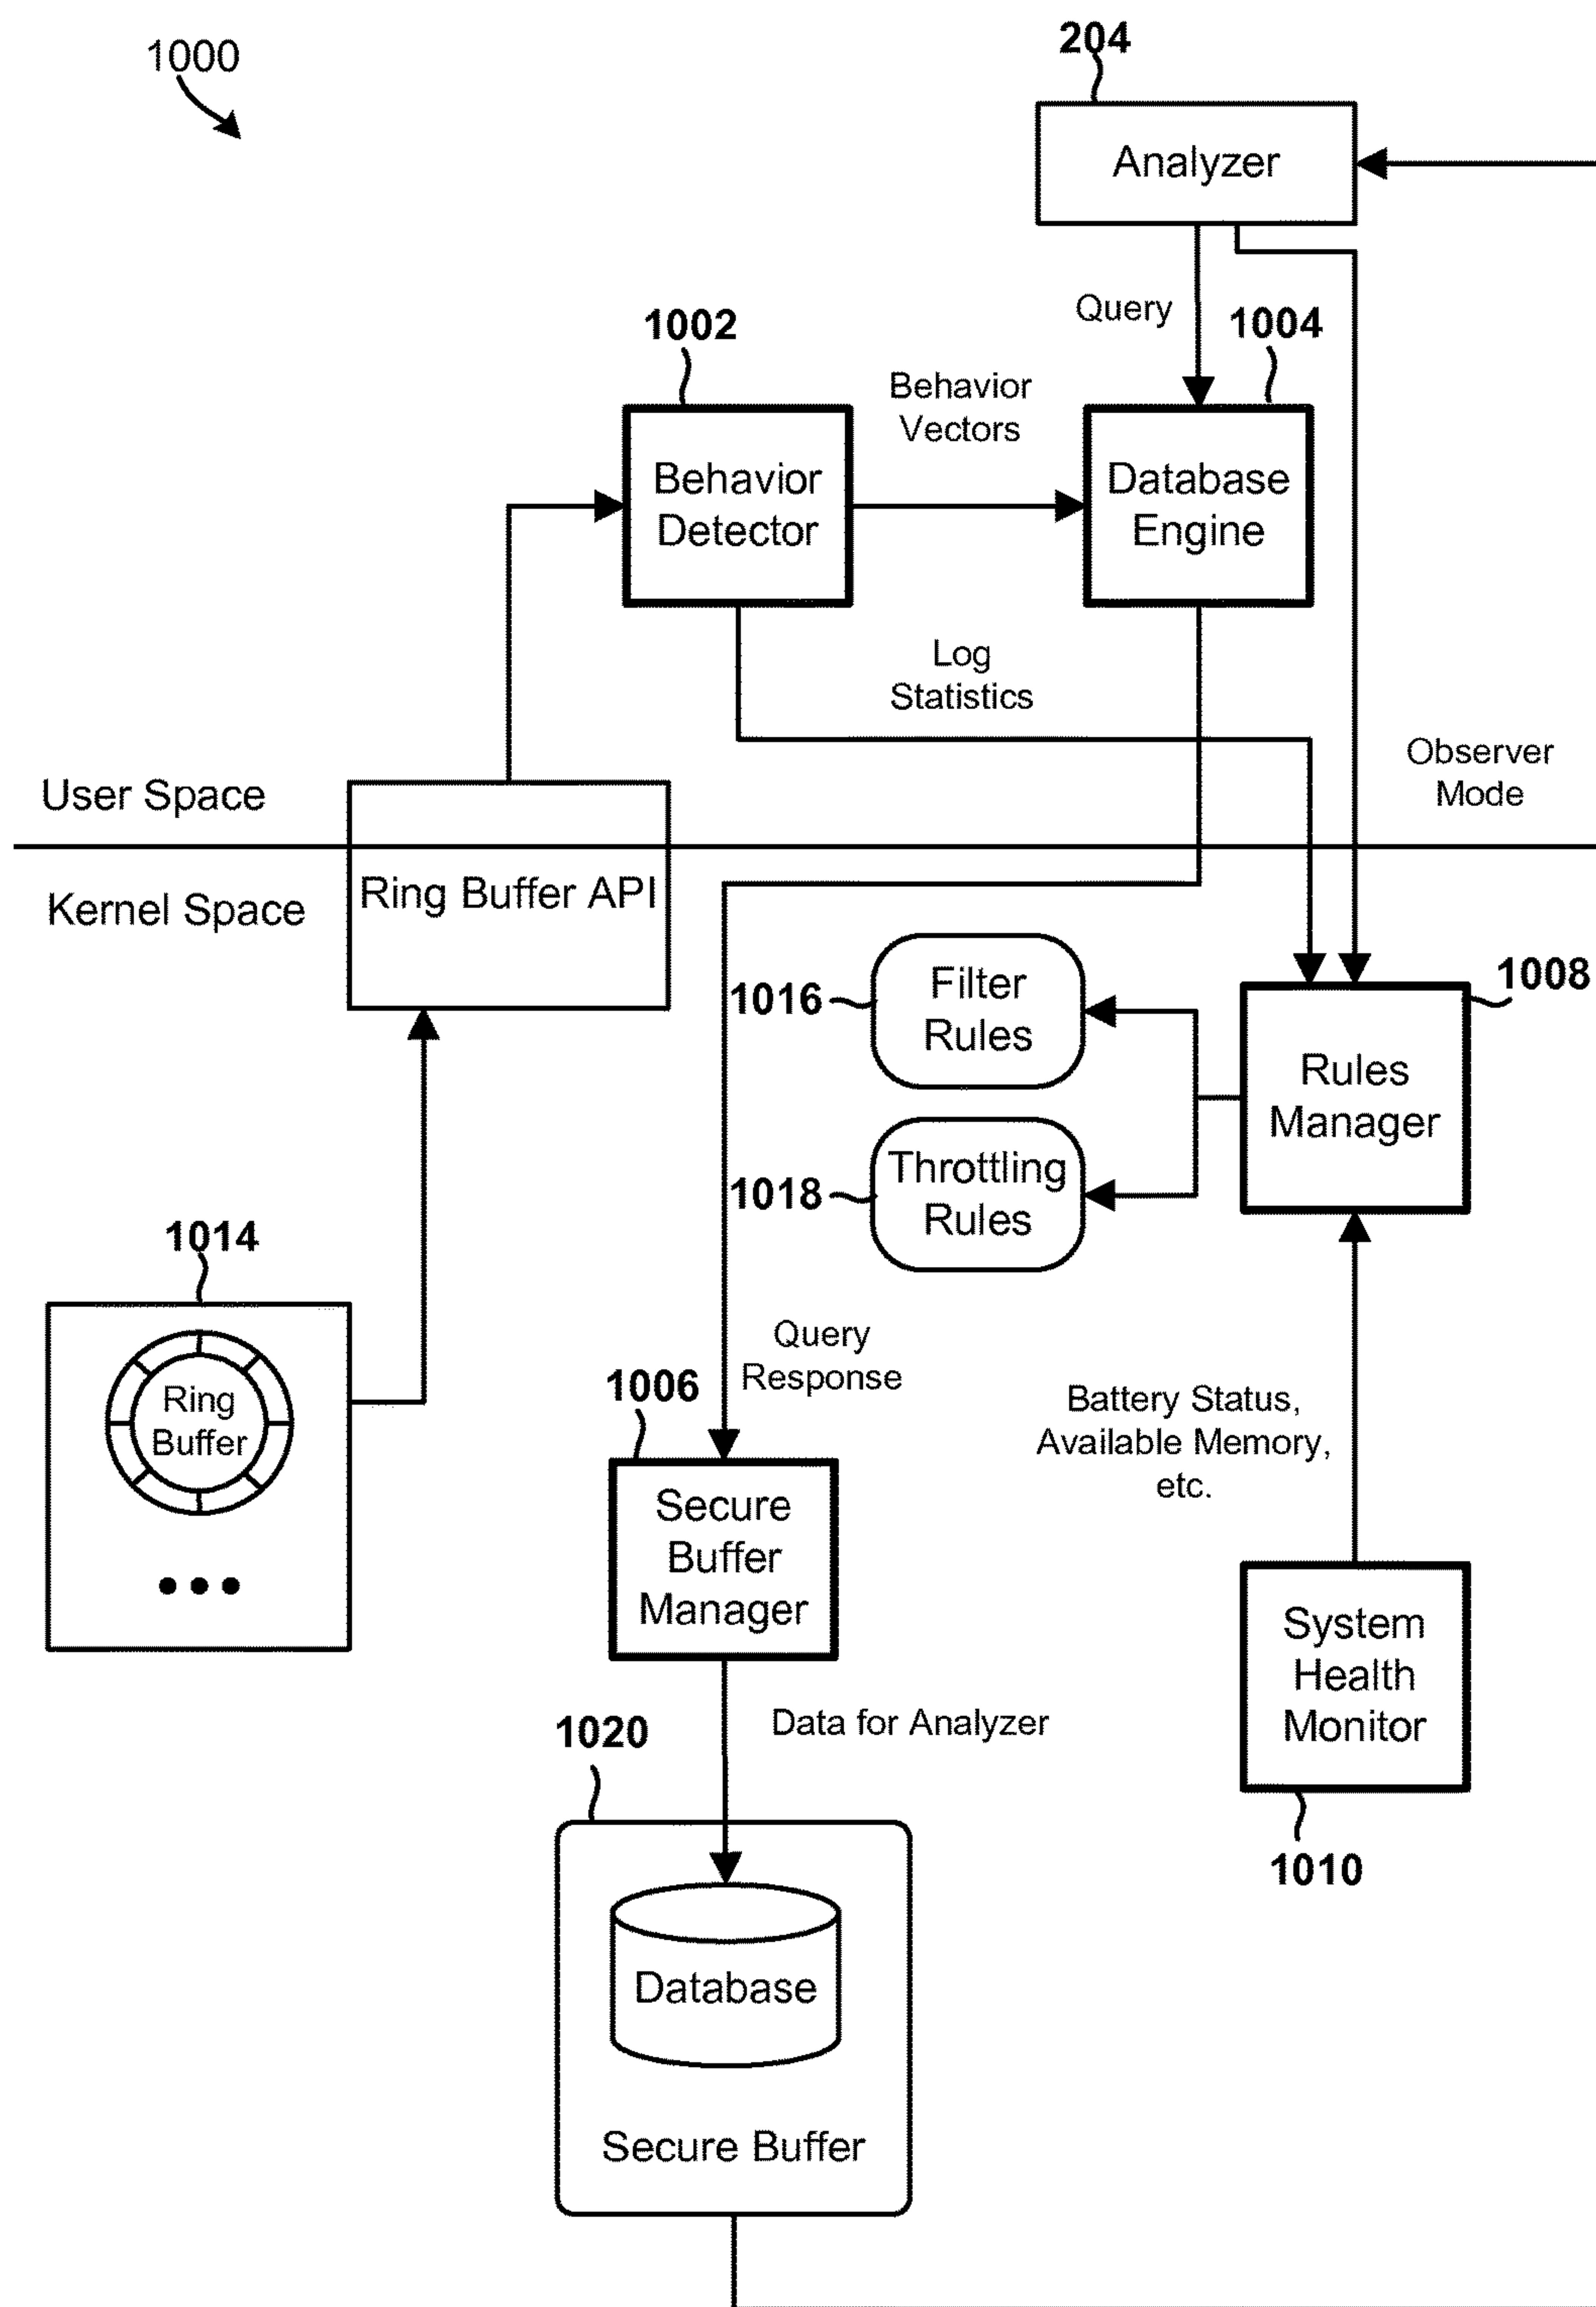 1000
204
Analyzer
Query
1002
1004
Behavior
Vectors
Behavior
Detector
Database
Engine
Log
Statistics
Observer
Mode
User Space
Kernel Space
Ring Buffer API
1016
Filter
Rules
1008
Rules
Manager
1018
Throttling
Rules
1014
Ring
Buffer
Query
Response
1006
Battery Status,
Available Memory,
etc.
Secure
Buffer
Manager
System
Health
Monitor
1020
Data for Analyzer
1010
Database
Secure Buffer